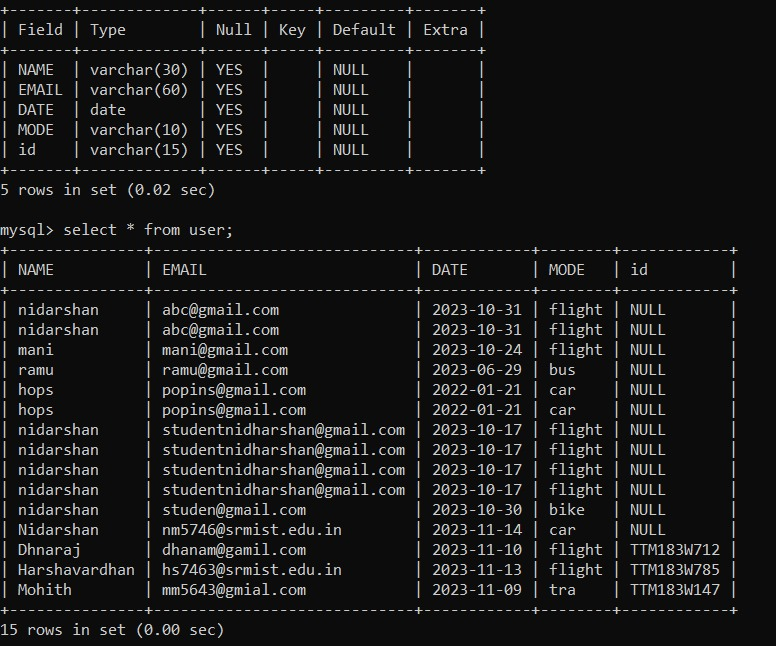 +-------+-------------+------+-----+---------+-------+
| Field | Type        | Null | Key | Default | Extra |
+-------+-------------+------+-----+---------+-------+
| NAME  | varchar(30) | YES  |     | NULL    |       |
| EMAIL | varchar(60) | YES  |     | NULL    |       |
| DATE  | date        | YES  |     | NULL    |       |
| MODE  | varchar(10) | YES  |     | NULL    |       |
| id    | varchar(15) | YES  |     | NULL    |       |
+-------+-------------+------+-----+---------+-------+
5 rows in set (0.02 sec)

mysql> select * from user;
+---------------+-----------------------------+------------+--------+------------+
| NAME          | EMAIL                       | DATE       | MODE   | id         |
+---------------+-----------------------------+------------+--------+------------+
| nidarshan     | abc@gmail.com               | 2023-10-31 | flight | NULL       |
| nidarshan     | abc@gmail.com               | 2023-10-31 | flight | NULL       |
| mani          | mani@gmail.com              | 2023-10-24 | flight | NULL       |
| ramu          | ramu@gmail.com              | 2023-06-29 | bus    | NULL       |
| hops          | popins@gmail.com            | 2022-01-21 | car    | NULL       |
| hops          | popins@gmail.com            | 2022-01-21 | car    | NULL       |
| nidarshan     | studentnidharshan@gmail.com | 2023-10-17 | flight | NULL       |
| nidarshan     | studentnidharshan@gmail.com | 2023-10-17 | flight | NULL       |
| nidarshan     | studentnidharshan@gmail.com | 2023-10-17 | flight | NULL       |
| nidarshan     | studentnidharshan@gmail.com | 2023-10-17 | flight | NULL       |
| nidarshan     | studen@gmail.com            | 2023-10-30 | bike   | NULL       |
| Nidarshan     | nm5746@srmist.edu.in        | 2023-11-14 | car    | NULL       |
| Dhnaraj       | dhanam@gamil.com            | 2023-11-10 | flight | TTM183W712 |
| Harshavardhan | hs7463@srmist.edu.in        | 2023-11-13 | flight | TTM183W785 |
| Mohith        | mm5643@gmial.com            | 2023-11-09 | tra    | TTM183W147 |
+---------------+-----------------------------+------------+--------+------------+
15 rows in set (0.00 sec)